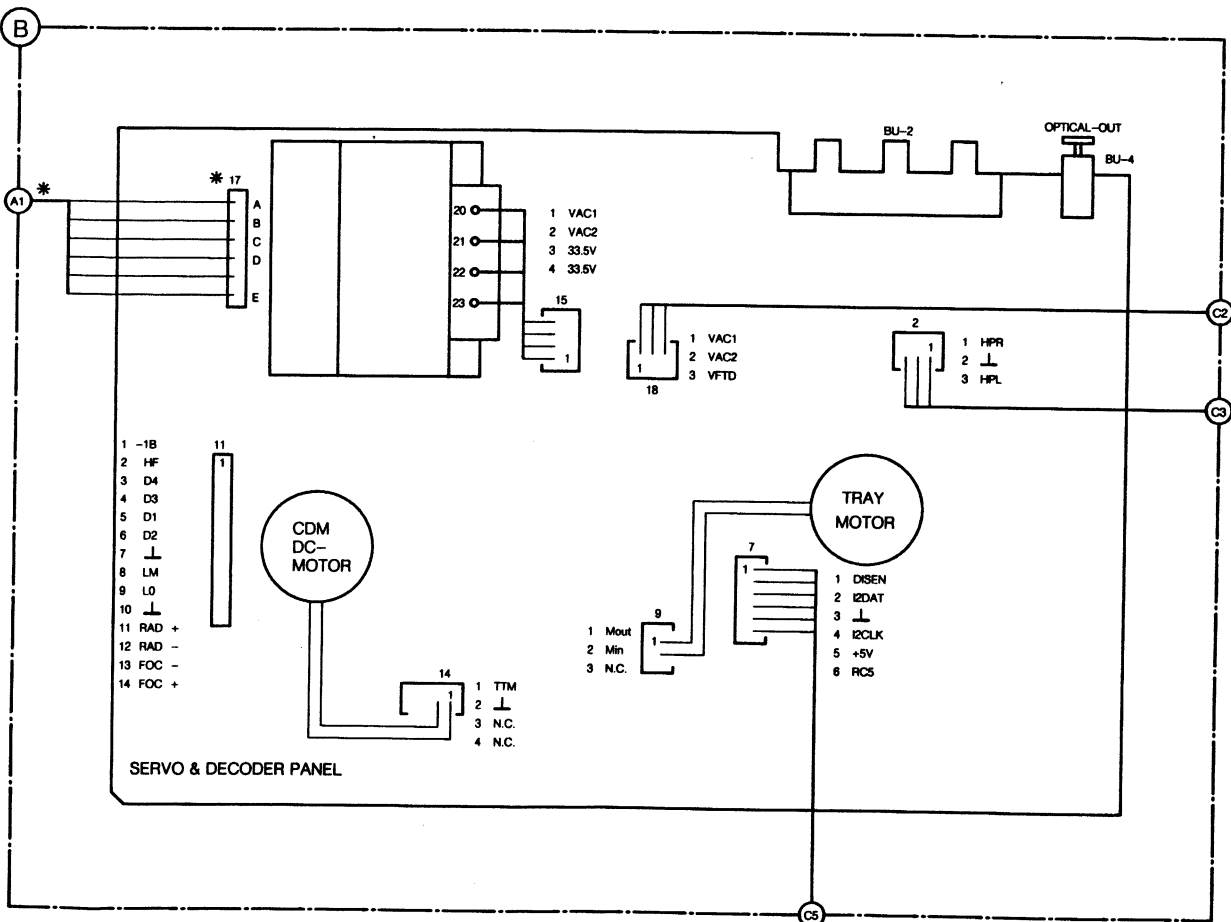 B
BU-2
OPTICAL-OUT
BU-4
A1
* * 17
A
B
C
D
E
20
21
22
23
1 VAC1
2 VAC2
3 33.5V
4 33.5V
15
1
1
18
1 VAC1
2 VAC2
3 VFTD
C2
2
1
1 HPR
2 ⊥
3 HPL
C3
1 -1B
2 HF
3 D4
4 D3
5 D1
6 D2
7 ⊥
8 LM
9 L0
10 ⊥
11 RAD +
12 RAD -
13 FOC -
14 FOC +
11
1
CDM
DC-
MOTOR
TRAY
MOTOR
7
1
1 DISEN
2 I2DAT
3 ⊥
4 I2CLK
5 +5V
6 RC5
9
1
1 Mout
2 Min
3 N.C.
14
1
1 TTM
2 ⊥
3 N.C.
4 N.C.
SERVO & DECODER PANEL
C5